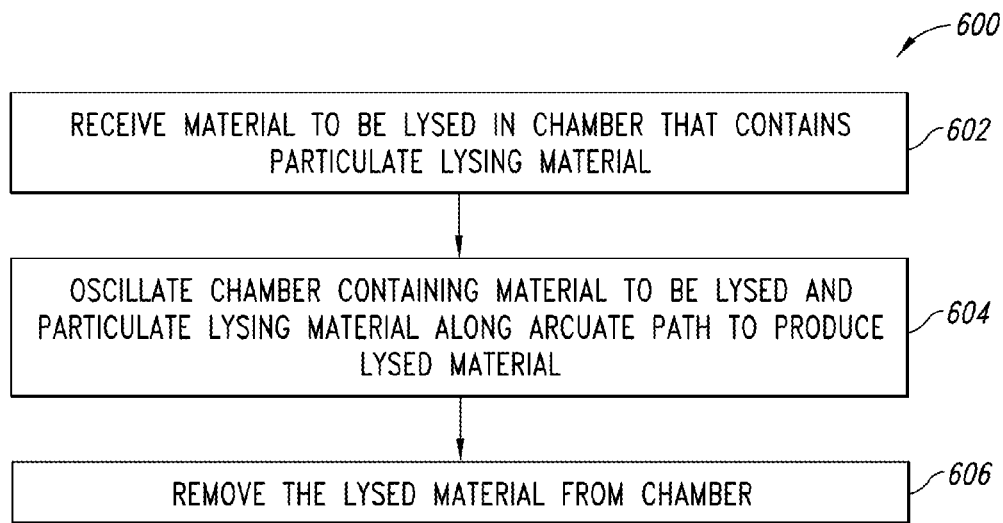 600
RECEIVE MATERIAL TO BE LYSED IN CHAMBER THAT CONTAINS
PARTICULATE LYSING MATERIAL
602
OSCILLATE CHAMBER CONTAINING MATERIAL TO BE LYSED AND
PARTICULATE LYSING MATERIAL ALONG ARCUATE PATH TO PRODUCE
LYSED MATERIAL
604
REMOVE THE LYSED MATERIAL FROM CHAMBER
606